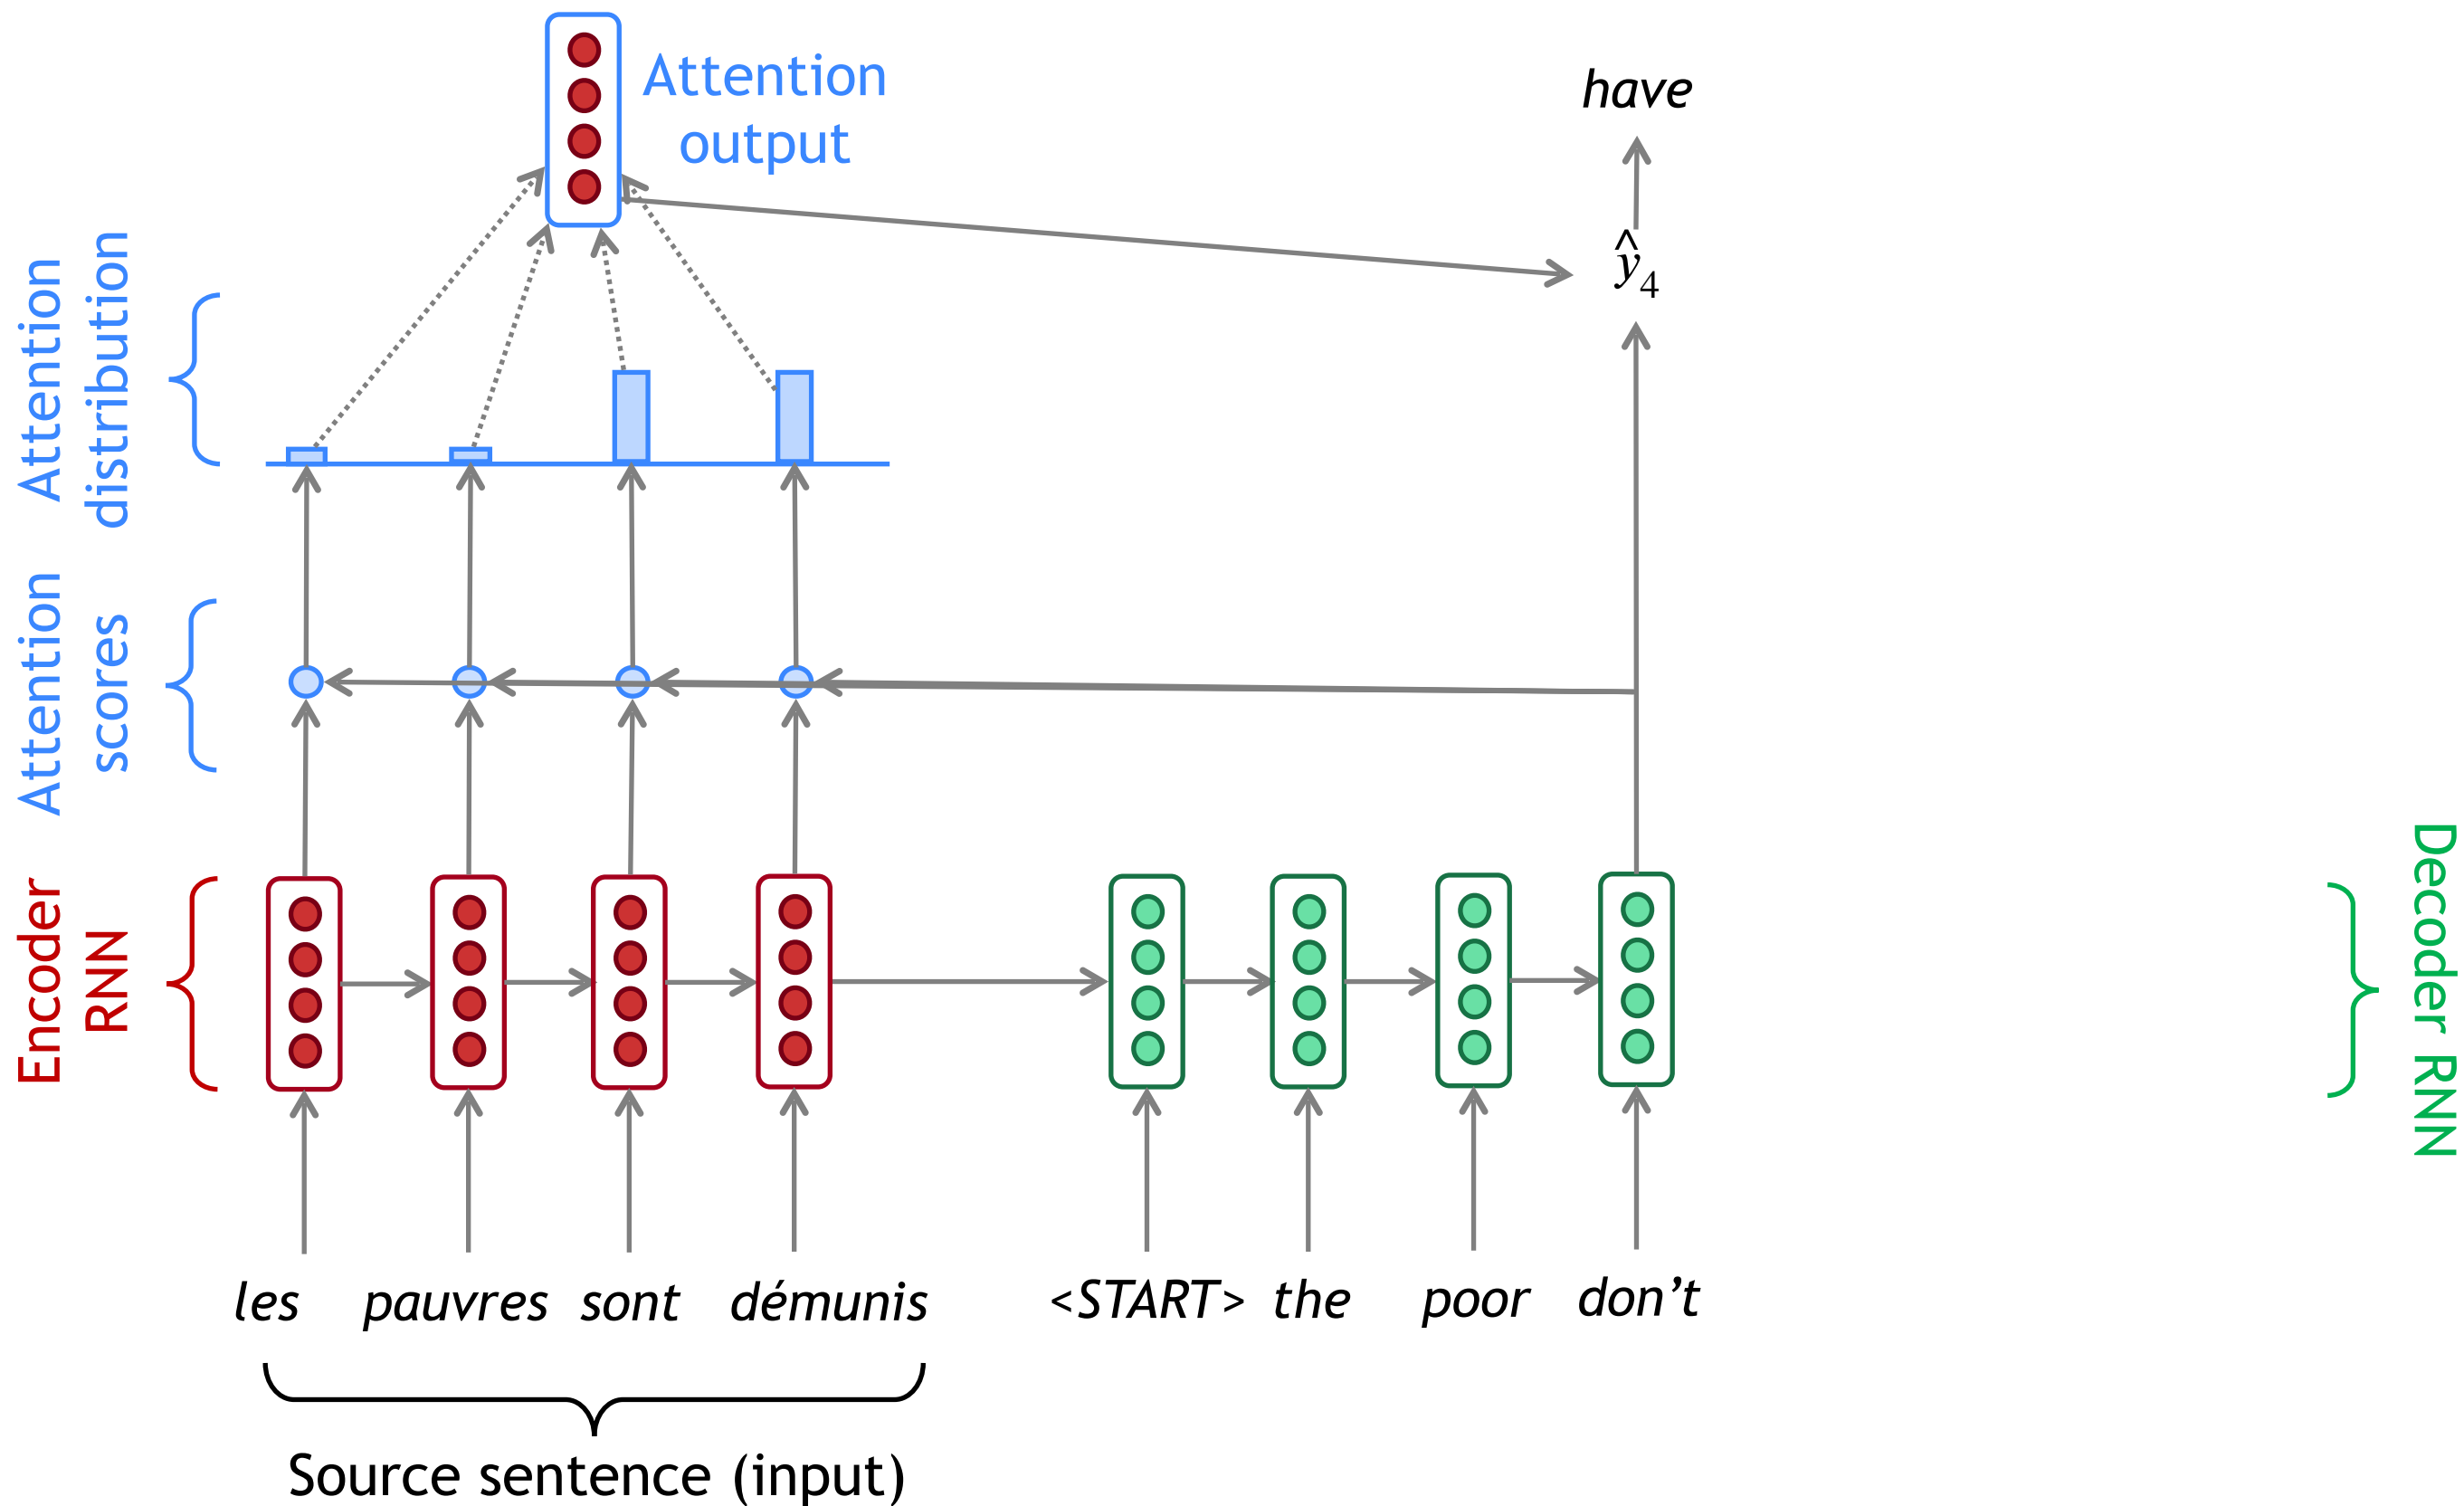 Attention
output
have
ŷ4
Attention
distribution
Attention
scores
Encoder
RNN
Decoder RNN
les pauvres sont démunis <START> the poor don't
Source sentence (input)